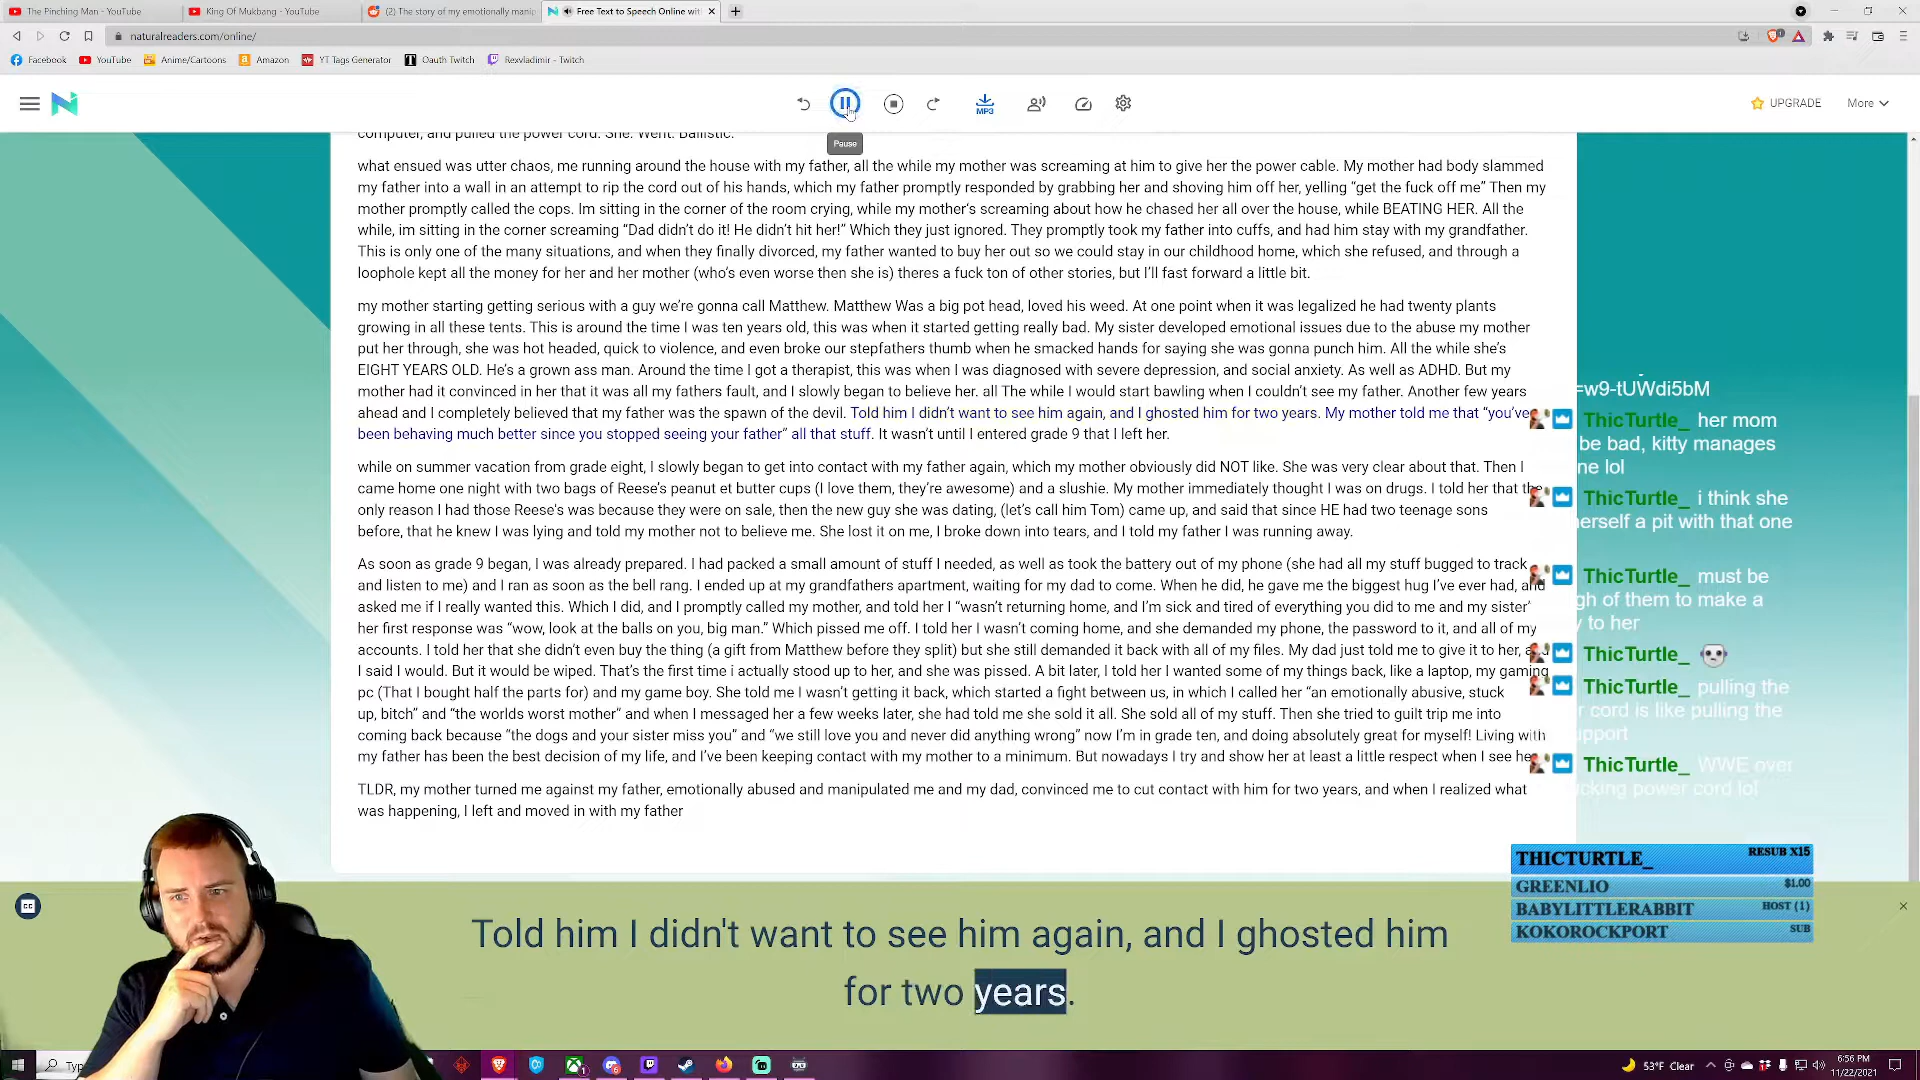 The Pinching Man - YouTube
King Of Mukbang - YouTube
(2) The story of my emotionally mani
Free Text to Speech Online wit
naturalreaders.com/online/
Facebook
YouTube
Anime/Cartoons
Amazon
YT Tags Generator
Oauth Twitch
Rexvladimir - Twitch
MP3
UPGRADE
More
Pause
computer, and pulled the power cord. She. Went. Ballistic.
what ensued was utter chaos, me running around the house with my father, all the while my mother was screaming at him to give her the power cable. My mother had body slammed
my father into a wall in an attempt to rip the cord out of his hands, which my father promptly responded by grabbing her and shoving him off her, yelling “get the fuck off me” Then my
mother promptly called the cops. Im sitting in the corner of the room crying, while my mother‘s screaming about how he chased her all over the house, while BEATING HER. All the
while, im sitting in the corner screaming “Dad didn’t do it! He didn’t hit her!” Which they just ignored. They promptly took my father into cuffs, and had him stay with my grandfather.
This is only one of the many situations, and when they finally divorced, my father wanted to buy her out so we could stay in our childhood home, which she refused, and through a
loophole kept all the money for her and her mother (who’s even worse then she is) theres a fuck ton of other stories, but I’ll fast forward a little bit.
my mother starting getting serious with a guy we’re gonna call Matthew. Matthew Was a big pot head, loved his weed. At one point when it was legalized he had twenty plants
growing in all these tents. This is around the time I was ten years old, this was when it started getting really bad. My sister developed emotional issues due to the abuse my mother
put her through, she was hot headed, quick to violence, and even broke our stepfathers thumb when he smacked hands for saying she was gonna punch him. All the while she’s
EIGHT YEARS OLD. He’s a grown ass man. Around the time I got a therapist, this was when I was diagnosed with severe depression, and social anxiety. As well as ADHD. But my
mother had it convinced in her that it was all my fathers fault, and I slowly began to believe her. all The while I would start bawling when I couldn’t see my father. Another few years
ahead and I completely believed that my father was the spawn of the devil. Told him I didn’t want to see him again, and I ghosted him for two years. My mother told me that “you’ve
been behaving much better since you stopped seeing your father” all that stuff. It wasn’t until I entered grade 9 that I left her.
while on summer vacation from grade eight, I slowly began to get into contact with my father again, which my mother obviously did NOT like. She was very clear about that. Then I
came home one night with two bags of Reese’s peanut et butter cups (I love them, they’re awesome) and a slushie. My mother immediately thought I was on drugs. I told her that the
only reason I had those Reese’s was because they were on sale, then the new guy she was dating, (let’s call him Tom) came up, and said that since HE had two teenage sons
before, that he knew I was lying and told my mother not to believe me. She lost it on me, I broke down into tears, and I told my father I was running away.
As soon as grade 9 began, I was already prepared. I had packed a small amount of stuff I needed, as well as took the battery out of my phone (she had all my stuff bugged to track
and listen to me) and I ran as soon as the bell rang. I ended up at my grandfathers apartment, waiting for my dad to come. When he did, he gave me the biggest hug I’ve ever had, and
asked me if I really wanted this. Which I did, and I promptly called my mother, and told her I “wasn’t returning home, and I’m sick and tired of everything you did to me and my sister’
her first response was “wow, look at the balls on you, big man.” Which pissed me off. I told her I wasn’t coming home, and she demanded my phone, the password to it, and all of my
accounts. I told her that she didn’t even buy the thing (a gift from Matthew before they split) but she still demanded it back with all of my files. My dad just told me to give it to her, and
I said I would. But it would be wiped. That’s the first time i actually stood up to her, and she was pissed. A bit later, I told her I wanted some of my things back, like a laptop, my gaming
pc (That I bought half the parts for) and my game boy. She told me I wasn’t getting it back, which started a fight between us, in which I called her “an emotionally abusive, stuck
up, bitch” and “the worlds worst mother” and when I messaged her a few weeks later, she had told me she sold it all. She sold all of my stuff. Then she tried to guilt trip me into
coming back because “the dogs and your sister miss you” and “we still love you and never did anything wrong” now I’m in grade ten, and doing absolutely great for myself! Living with
my father has been the best decision of my life, and I’ve been keeping contact with my mother to a minimum. But nowadays I try and show her at least a little respect when I see he
TLDR, my mother turned me against my father, emotionally abused and manipulated me and my dad, convinced me to cut contact with him for two years, and when I realized what
was happening, I left and moved in with my father
=w9-tUWdi5bM
ThicTurtle_ her mom
be bad, kitty manages
ne lol
ThicTurtle_ i think she
erself a pit with that one
ThicTurtle_ must be
gh of them to make a
y to her
ThicTurtle_
ThicTurtle_ pulling the
r cord is like pulling the
upport
ThicTurtle_ WWE over
cking power cord lol
THICTURTLE_ RESUB X15
GREENLIO $1.00
BABYLITTLERABBIT HOST (1)
KOKOROCKPORT SUB
CC
Told him I didn't want to see him again, and I ghosted him
for two years.
Typ
53°F Clear
6:56 PM
11/22/2021